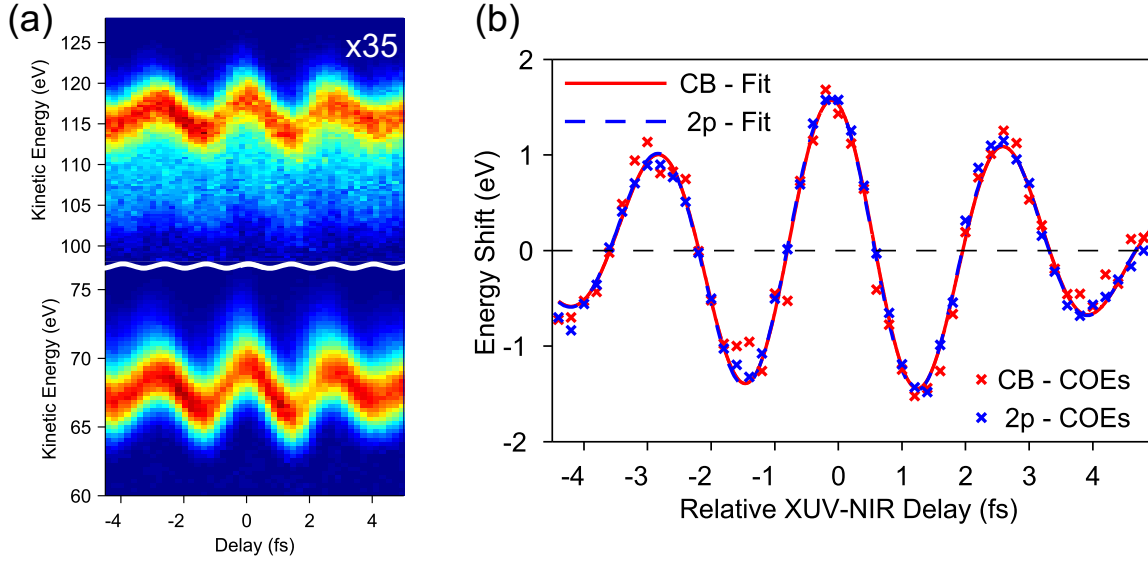 (a)
x35
125
120
115
110
105
100
Kinetic Energy (eV)
75
70
65
60
Kinetic Energy (eV)
-4
-2
0
2
4
Delay (fs)
(b)
2
1
0
-1
-2
Energy Shift (eV)
CB - Fit
2p - Fit
CB - COEs
2p - COEs
-4
-3
-2
-1
0
1
2
3
4
Relative XUV-NIR Delay (fs)